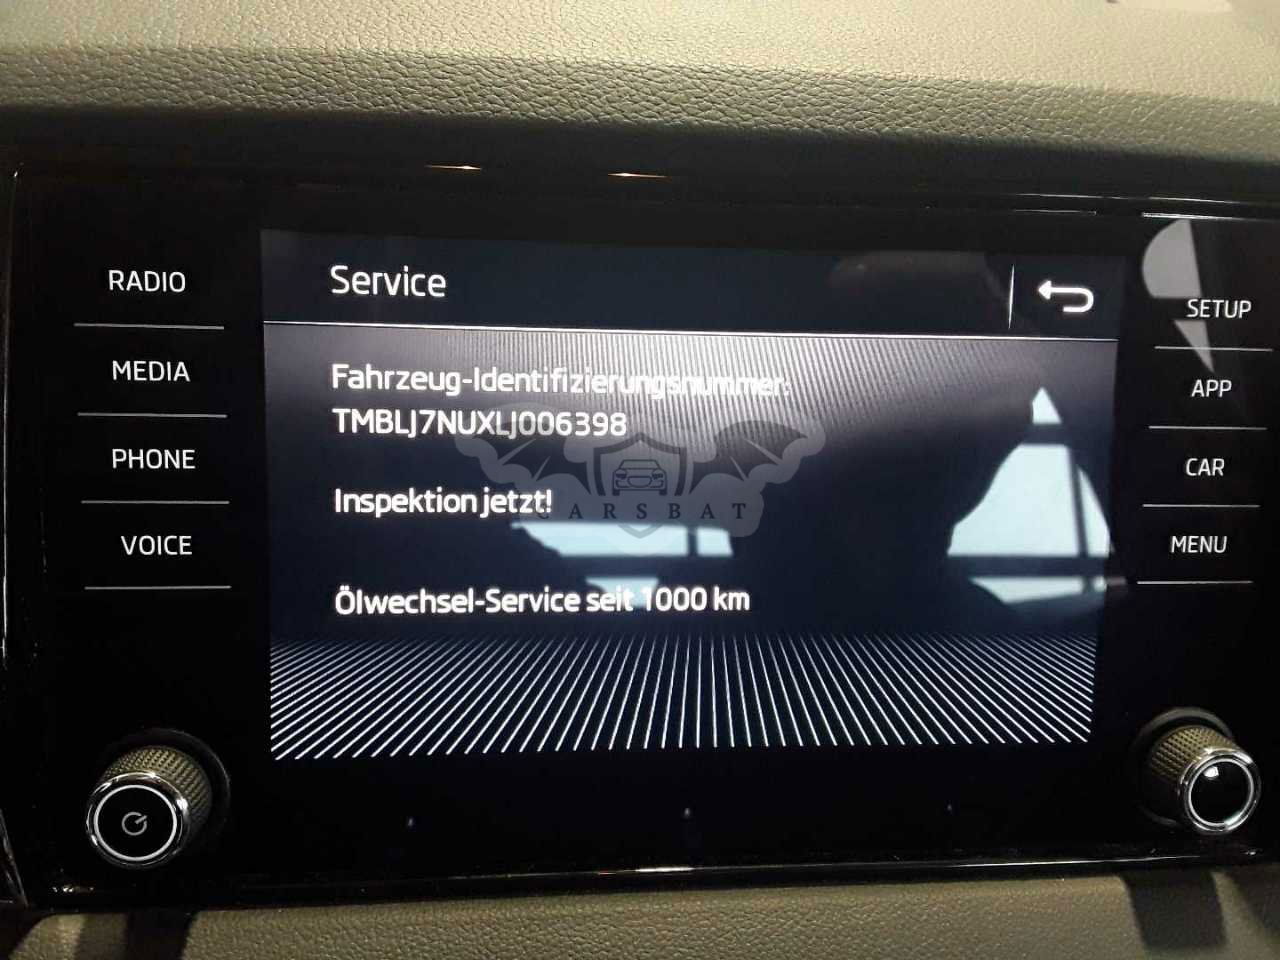 RADIO
MEDIA
PHONE
VOICE
Service
Fahrzeug-Identifizierungsnummer:
TMBLJ7NUXLJ006398
Inspektion jetzt!
CARSBAT
Ölwechsel-Service seit 1000 km
SETUP
APP
CAR
MENU